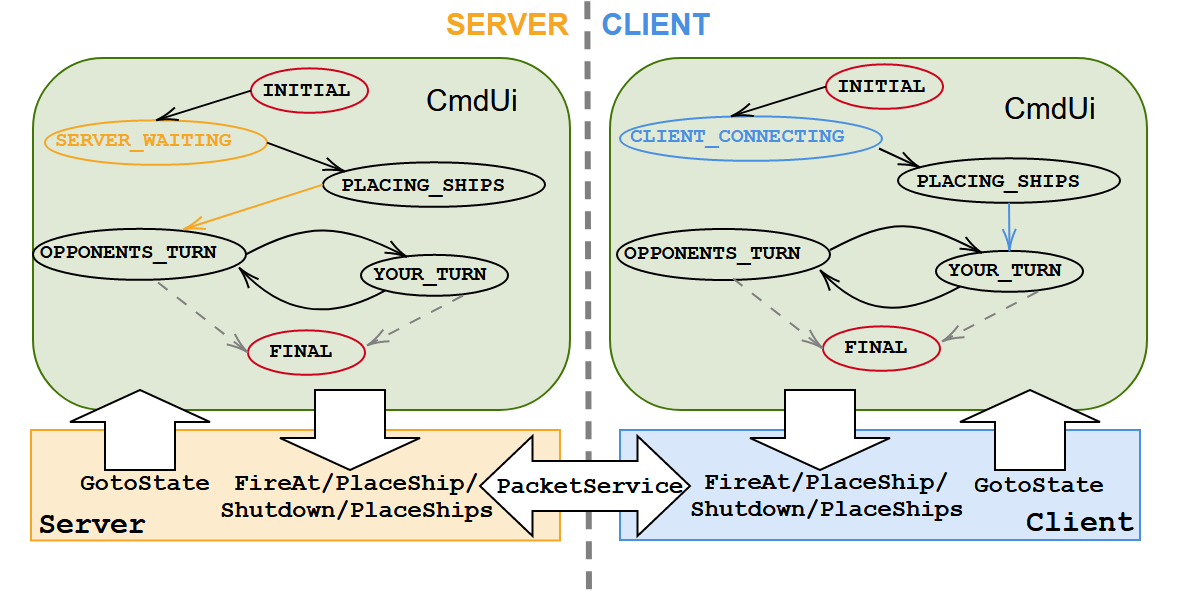 SERVER
CLIENT
INITIAL
CmdUi
SERVER_WAITING
PLACING_SHIPS
OPPONENTS_TURN
YOUR_TURN
FINAL
INITIAL
CmdUi
CLIENT_CONNECTING
PLACING_SHIPS
OPPONENTS_TURN
YOUR_TURN
FINAL
GotoState
FireAt/PlaceShip/
Shutdown/PlaceShips
Server
PacketService
FireAt/PlaceShip/
Shutdown/PlaceShips
GotoState
Client